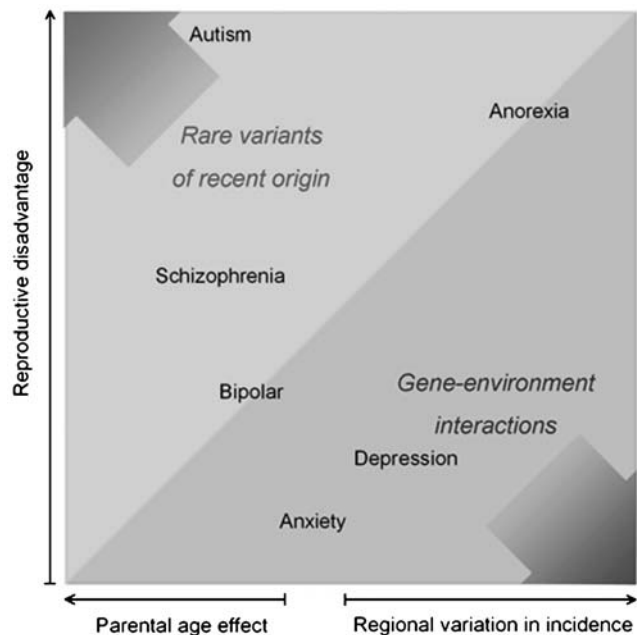 Autism
Anorexia
Rare variants
of recent origin
Reproductive disadvantage
Schizophrenia
Bipolar
Gene-environment
interactions
Depression
Anxiety
Parental age effect
Regional variation in incidence